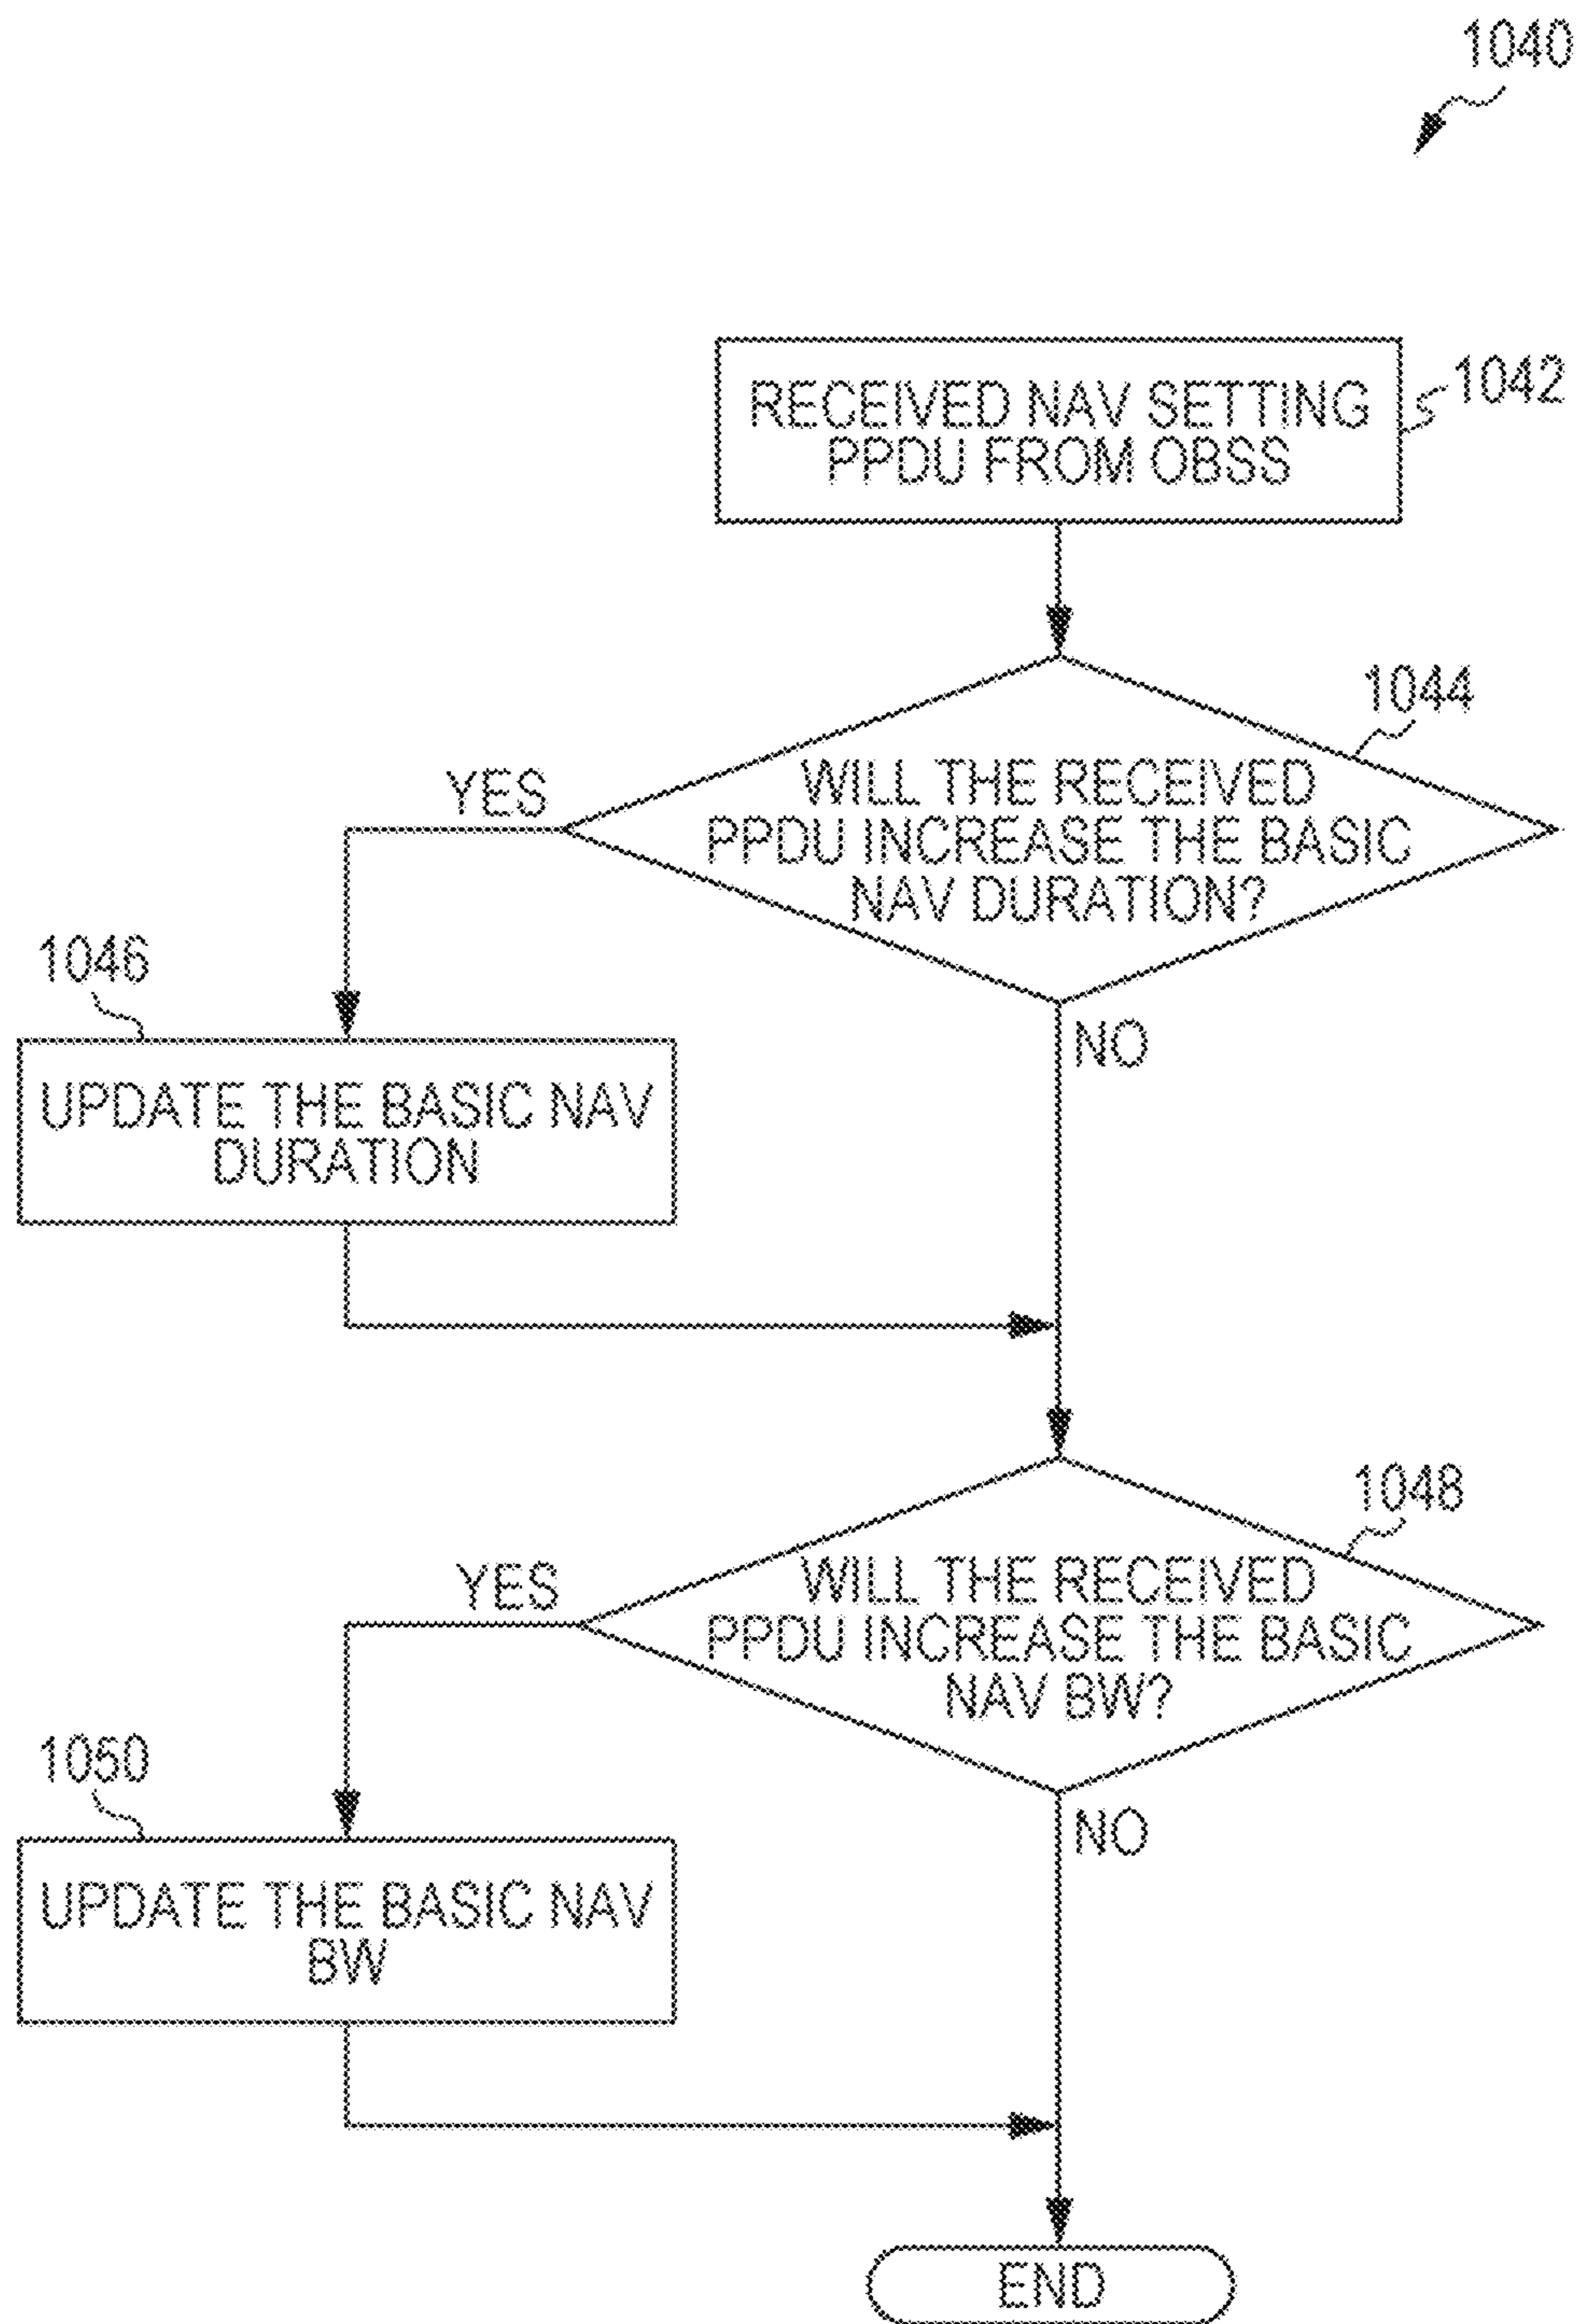 1040
RECEIVED NAV SETTING
PPDU FROM OBSS
1042
1044
WILL THE RECEIVED
PPDU INCREASE THE BASIC
NAV DURATION?
YES
NO
1046
UPDATE THE BASIC NAV
DURATION
1048
WILL THE RECEIVED
PPDU INCREASE THE BASIC
NAV BW?
YES
NO
1050
UPDATE THE BASIC NAV
BW
END